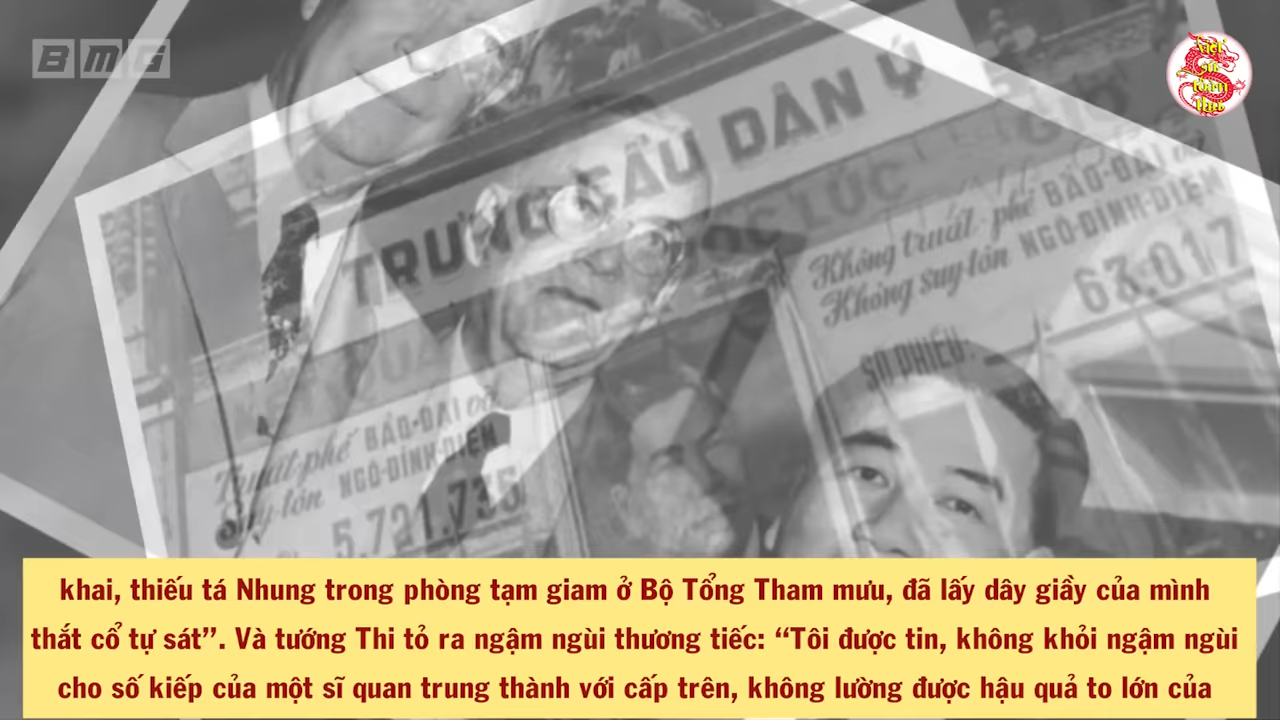 BMG
TRƯNG CẦU DÂN Ý
Không truất-phế BẢO-ĐẠI và
Không suy-tôn NGÔ-ĐÌNH-DIỆM
63.017
SỐ PHIẾU:
Truất-phế BẢO-ĐẠI và
Suy-tôn NGÔ-ĐÌNH-DIỆM
5.721.735
khai, thiếu tá Nhung trong phòng tạm giam ở Bộ Tổng Tham mưu, đã lấy dây giầy của mình
thắt cổ tự sát”. Và tướng Thi tỏ ra ngậm ngùi thương tiếc: “Tôi được tin, không khỏi ngậm ngùi
cho số kiếp của một sĩ quan trung thành với cấp trên, không lường được hậu quả to lớn của